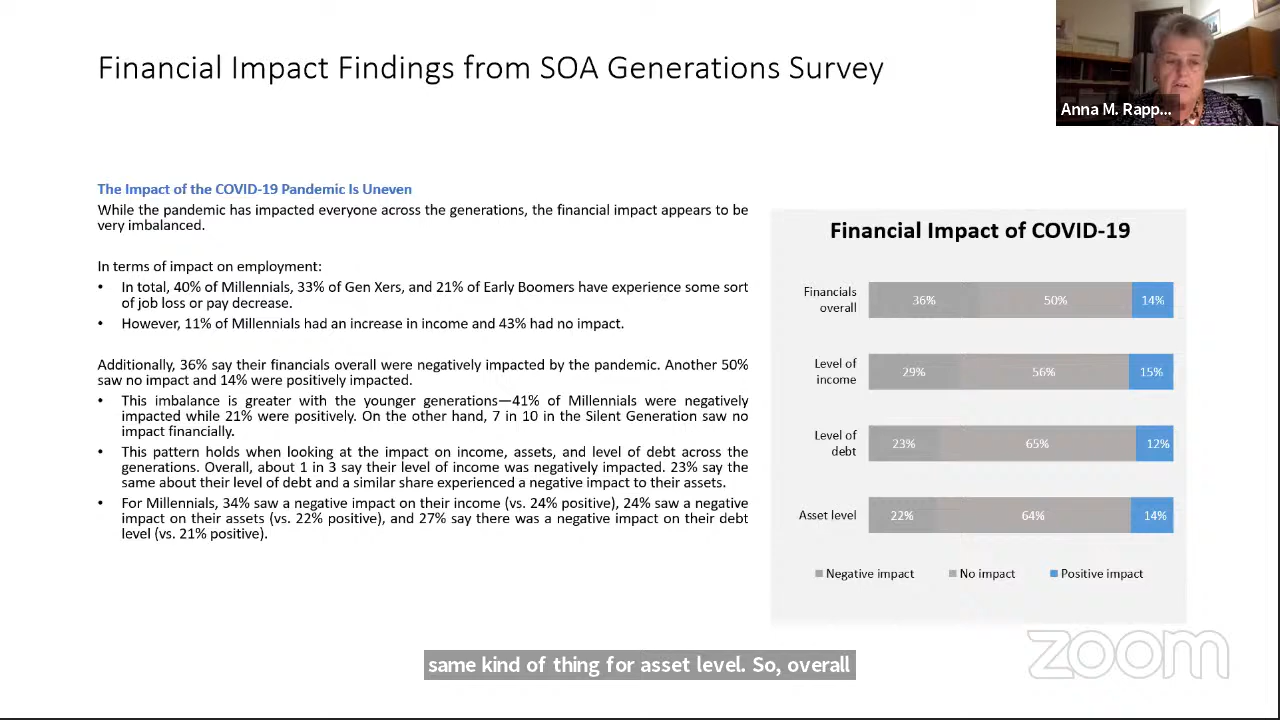 Financial Impact Findings from SOA Generations Survey
Anna M. Rapp...
The Impact of the COVID-19 Pandemic Is Uneven
While the pandemic has impacted everyone across the generations, the financial impact appears to be
very imbalanced.
In terms of impact on employment:
• In total, 40% of Millennials, 33% of Gen Xers, and 21% of Early Boomers have experience some sort
of job loss or pay decrease.
• However, 11% of Millennials had an increase in income and 43% had no impact.
Additionally, 36% say their financials overall were negatively impacted by the pandemic. Another 50%
saw no impact and 14% were positively impacted.
• This imbalance is greater with the younger generations—41% of Millennials were negatively
impacted while 21% were positively. On the other hand, 7 in 10 in the Silent Generation saw no
impact financially.
• This pattern holds when looking at the impact on income, assets, and level of debt across the
generations. Overall, about 1 in 3 say their level of income was negatively impacted. 23% say the
same about their level of debt and a similar share experienced a negative impact to their assets.
• For Millennials, 34% saw a negative impact on their income (vs. 24% positive), 24% saw a negative
impact on their assets (vs. 22% positive), and 27% say there was a negative impact on their debt
level (vs. 21% positive).
Financial Impact of COVID-19
Financials
overall
36% 50% 14%
Level of
income
29% 56% 15%
Level of
debt
23% 65% 12%
Asset level 22% 64% 14%
Negative impact No impact Positive impact
zoom
same kind of thing for asset level. So, overall